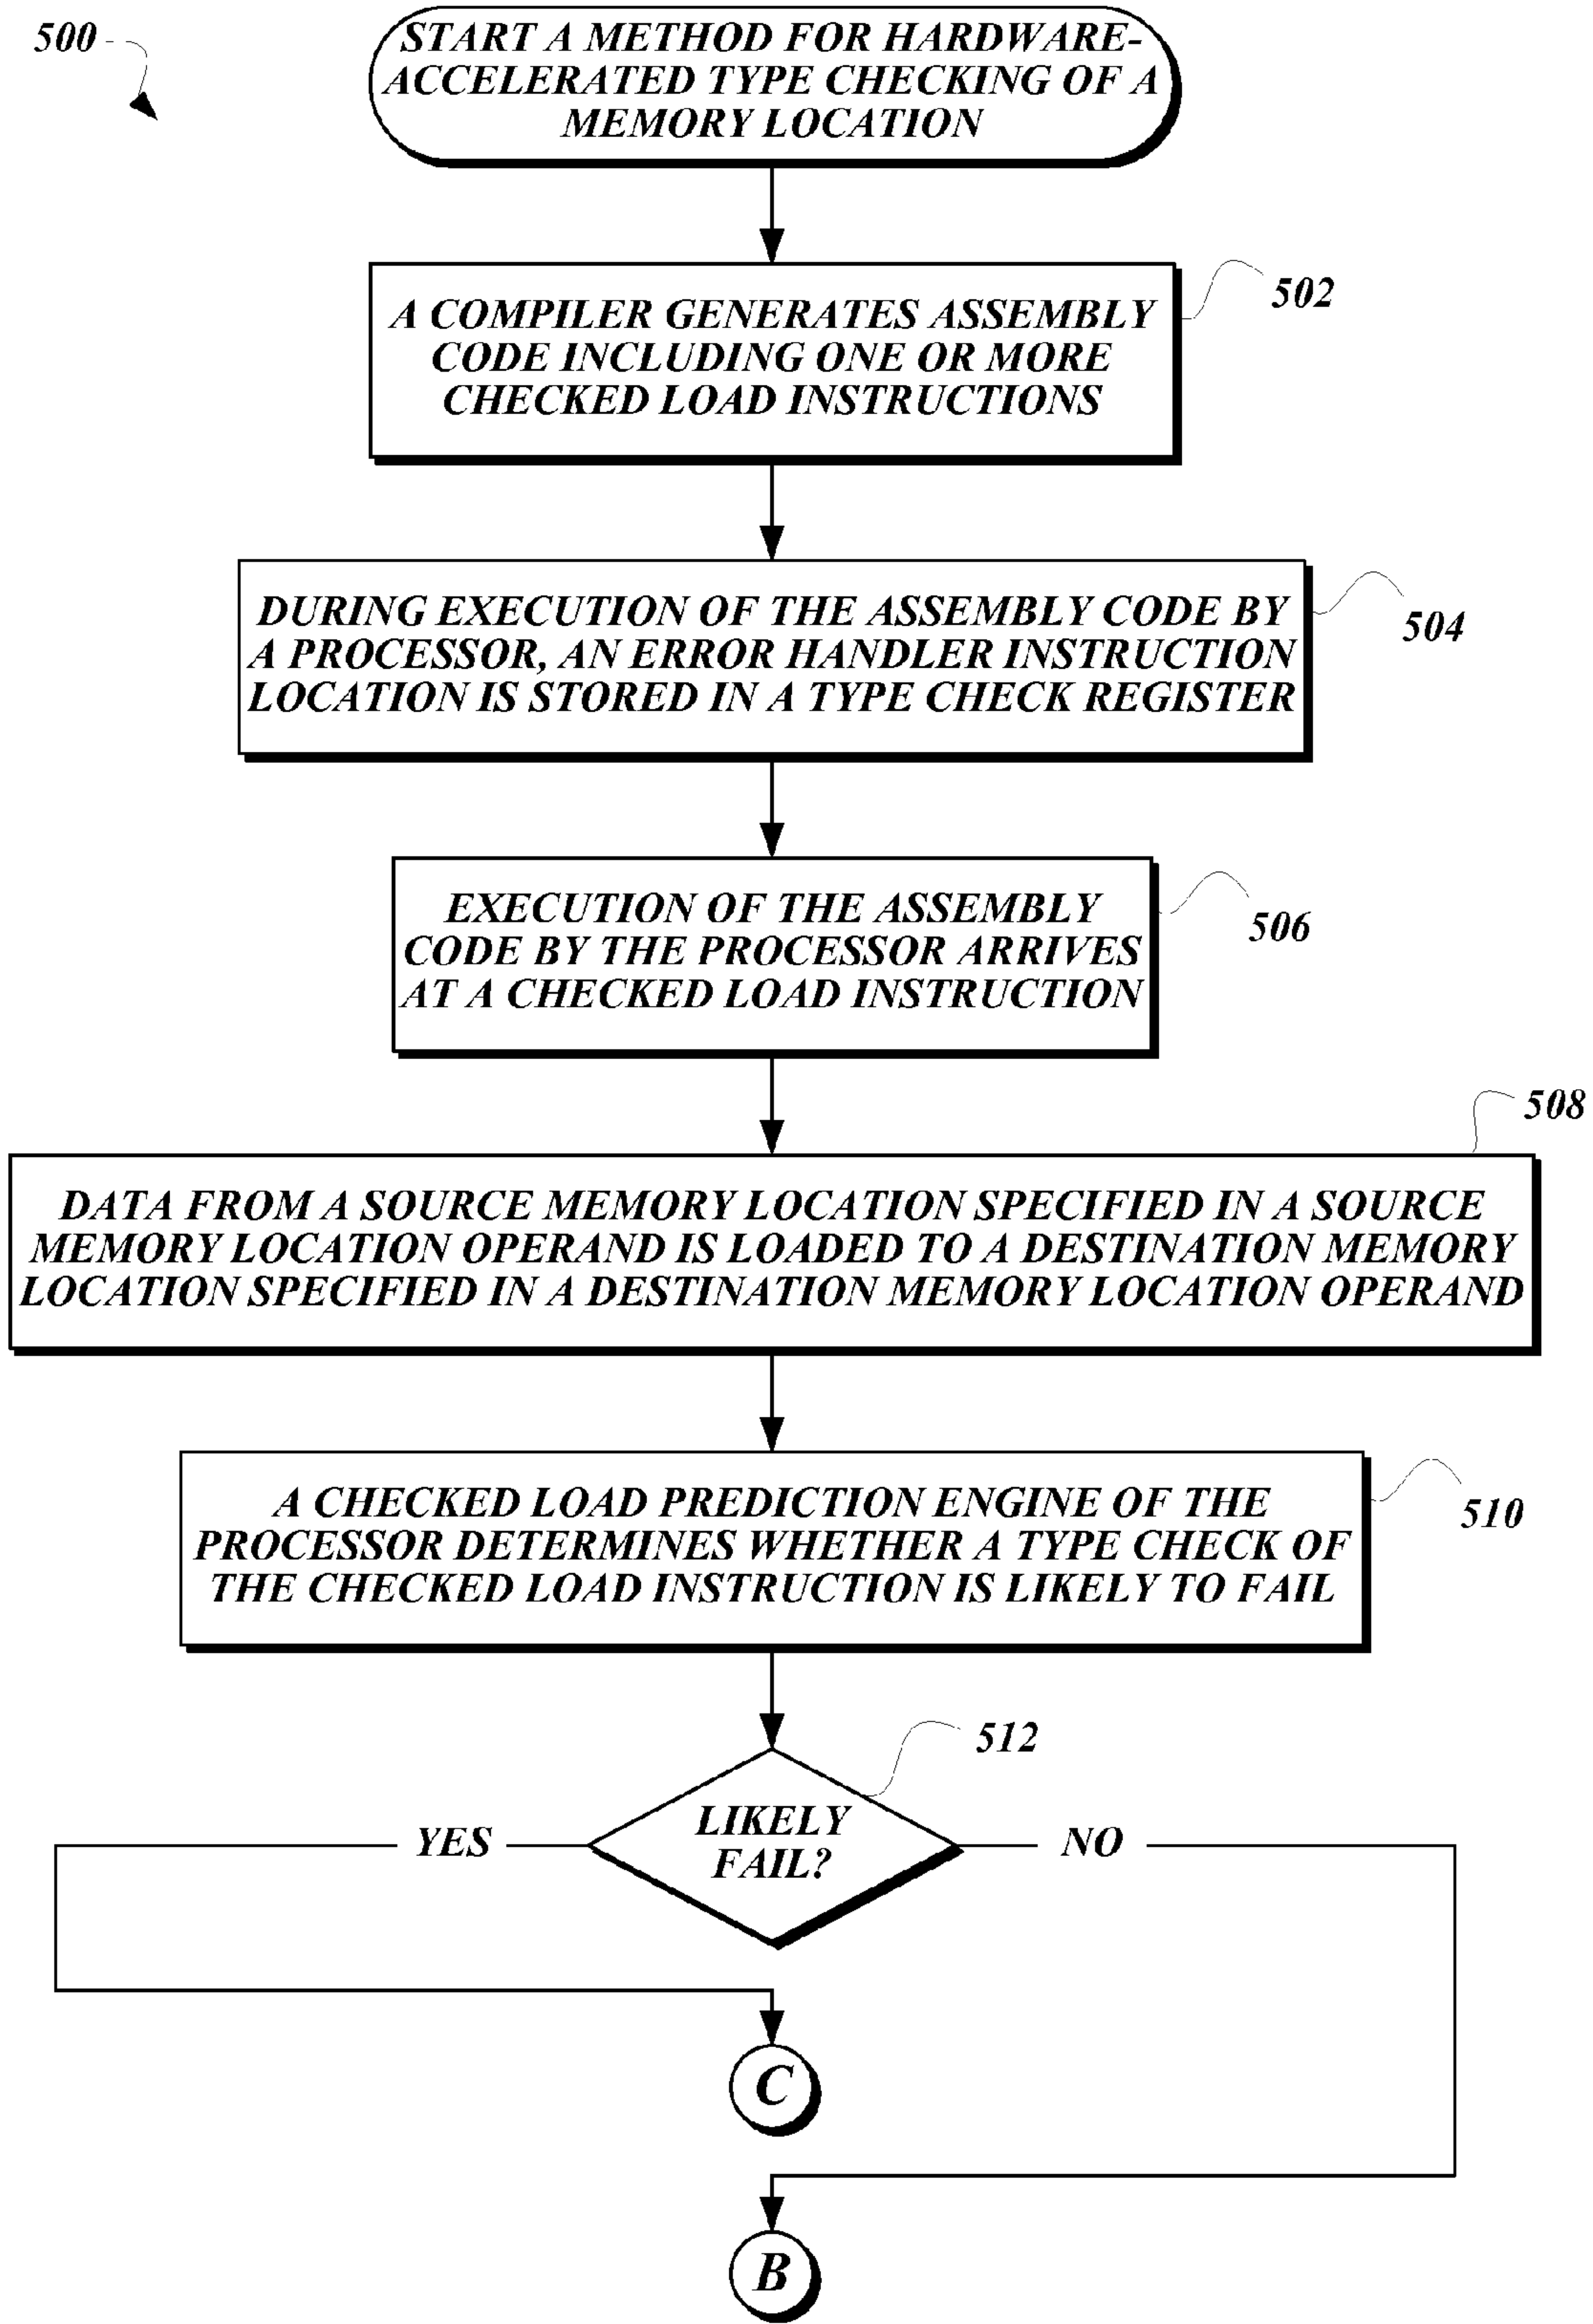 500
START A METHOD FOR HARDWARE-
ACCELERATED TYPE CHECKING OF A
MEMORY LOCATION
502
A COMPILER GENERATES ASSEMBLY
CODE INCLUDING ONE OR MORE
CHECKED LOAD INSTRUCTIONS
504
DURING EXECUTION OF THE ASSEMBLY CODE BY
A PROCESSOR, AN ERROR HANDLER INSTRUCTION
LOCATION IS STORED IN A TYPE CHECK REGISTER
506
EXECUTION OF THE ASSEMBLY
CODE BY THE PROCESSOR ARRIVES
AT A CHECKED LOAD INSTRUCTION
508
DATA FROM A SOURCE MEMORY LOCATION SPECIFIED IN A SOURCE
MEMORY LOCATION OPERAND IS LOADED TO A DESTINATION MEMORY
LOCATION SPECIFIED IN A DESTINATION MEMORY LOCATION OPERAND
510
A CHECKED LOAD PREDICTION ENGINE OF THE
PROCESSOR DETERMINES WHETHER A TYPE CHECK OF
THE CHECKED LOAD INSTRUCTION IS LIKELY TO FAIL
512
LIKELY
FAIL?
YES
NO
C
B